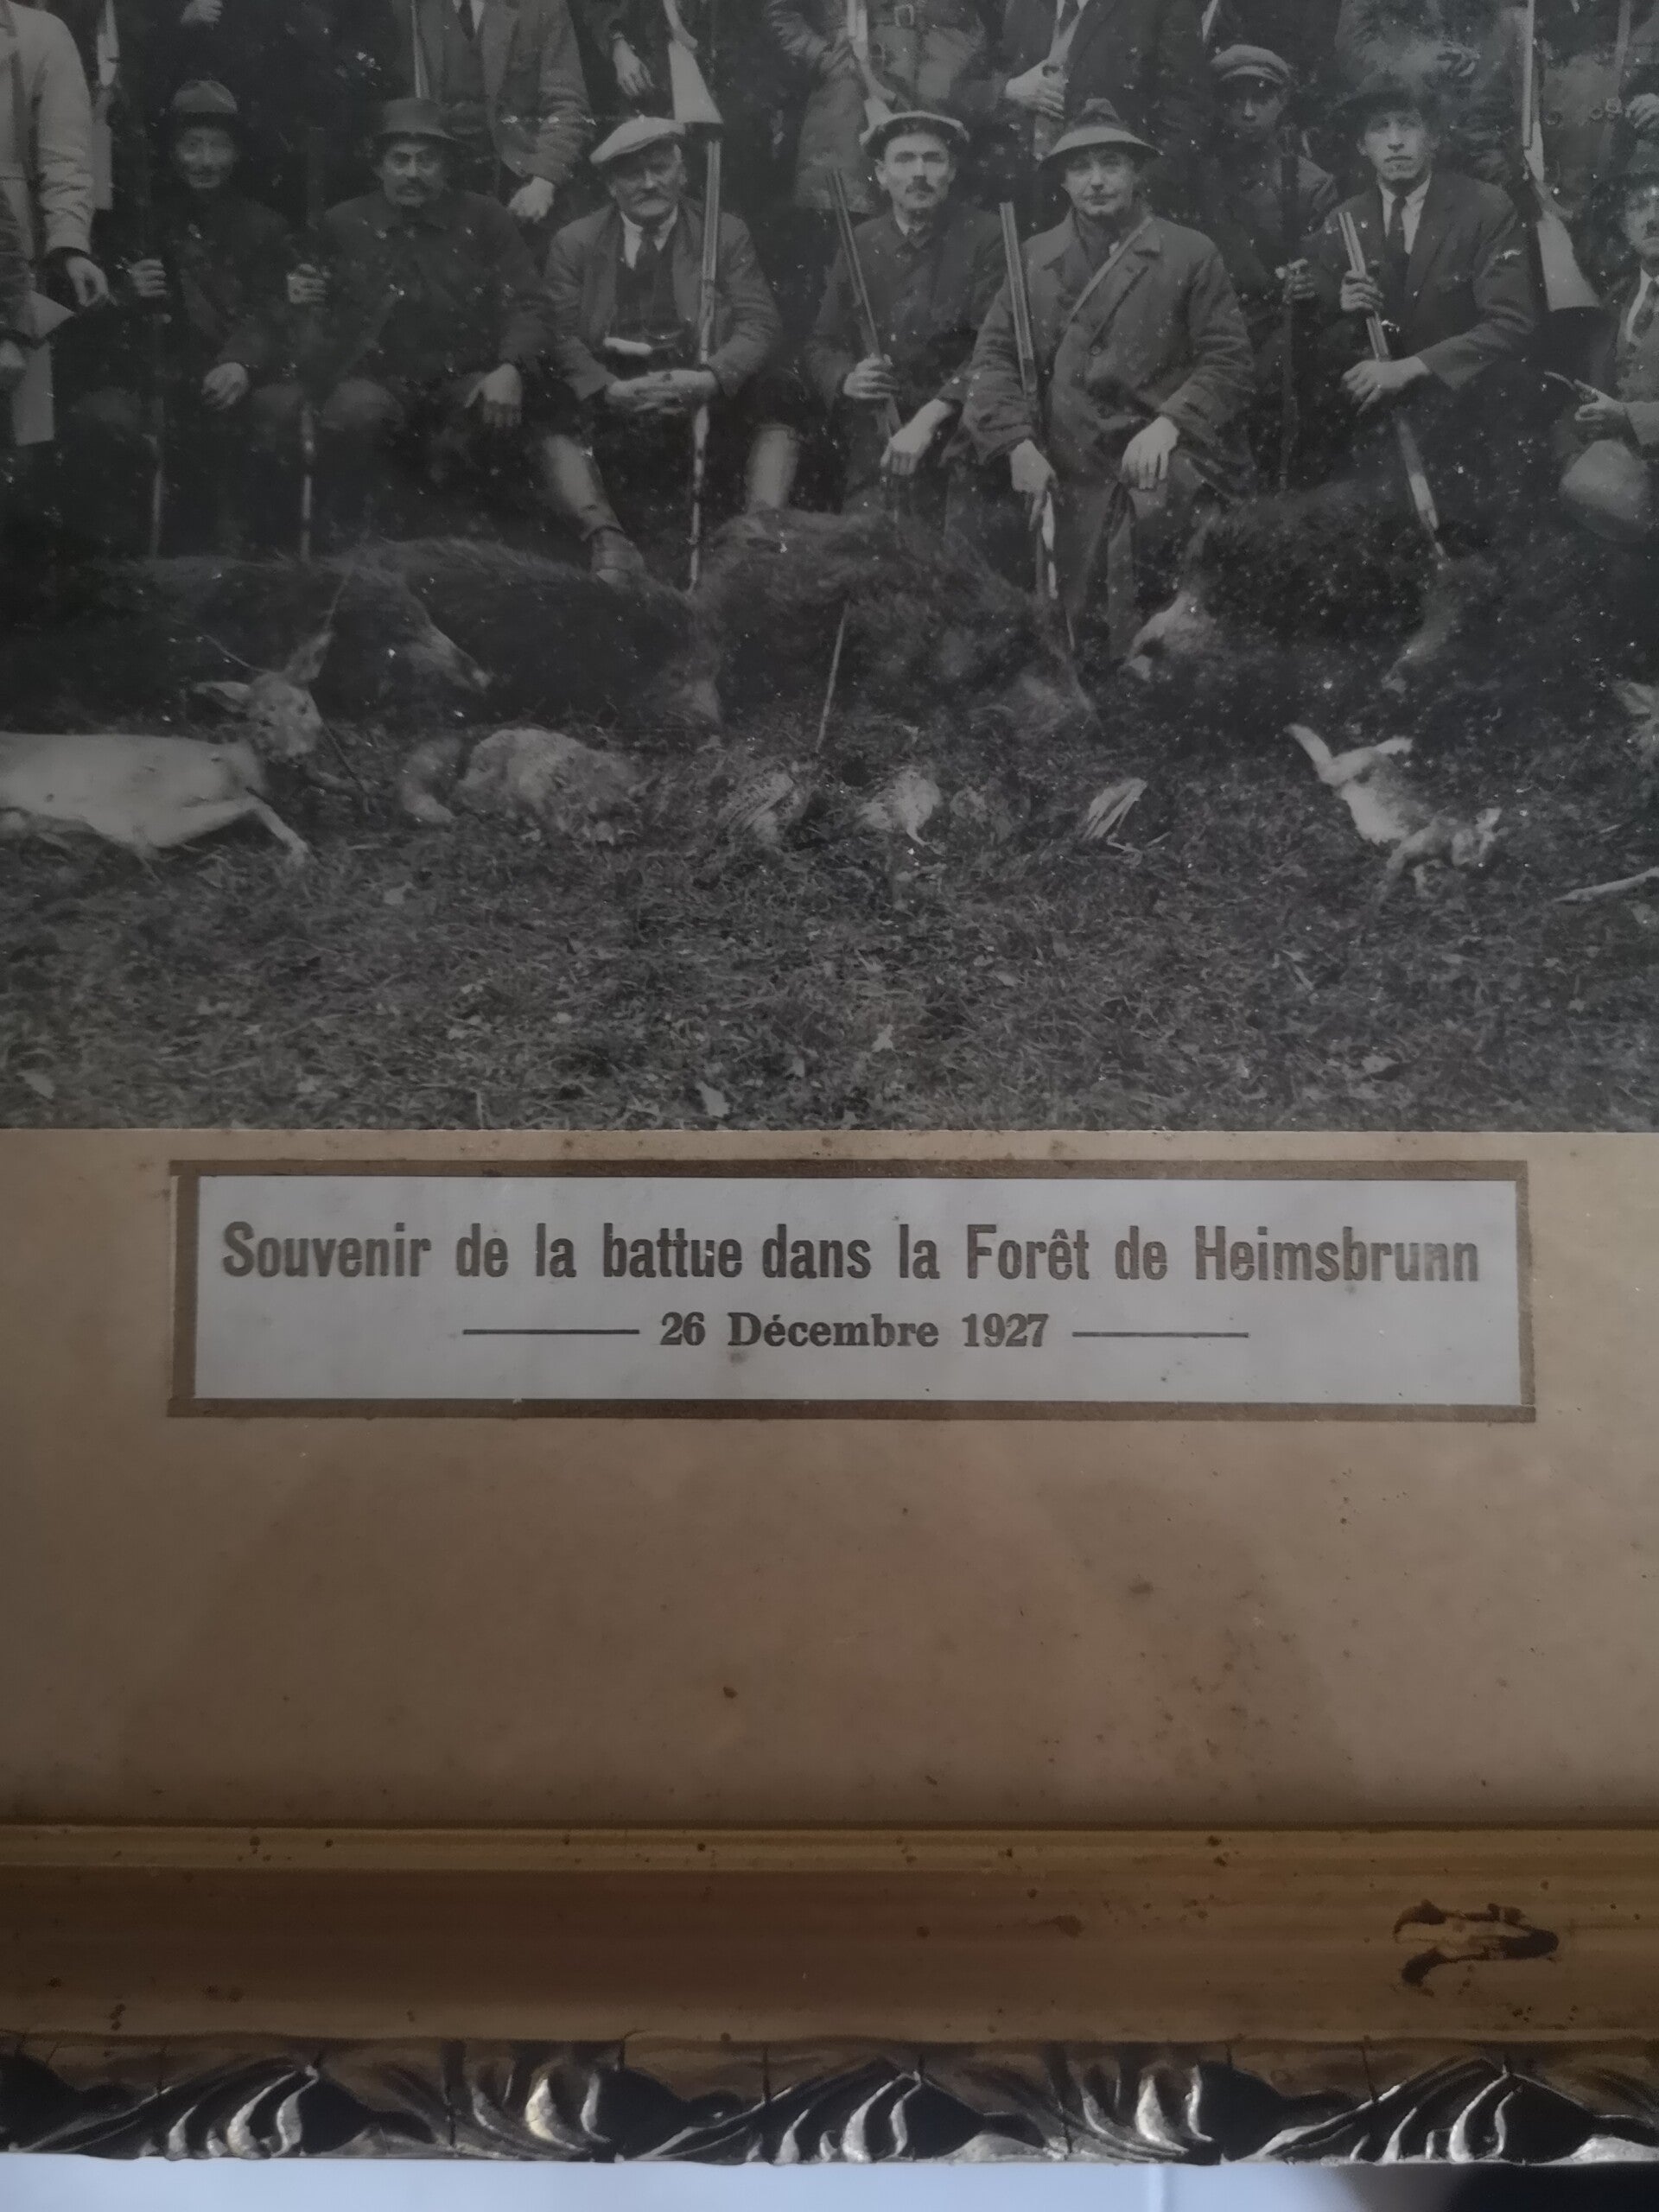 Souvenir de la battue dans la Forêt de Heimsbrunn
26 Décembre 1927